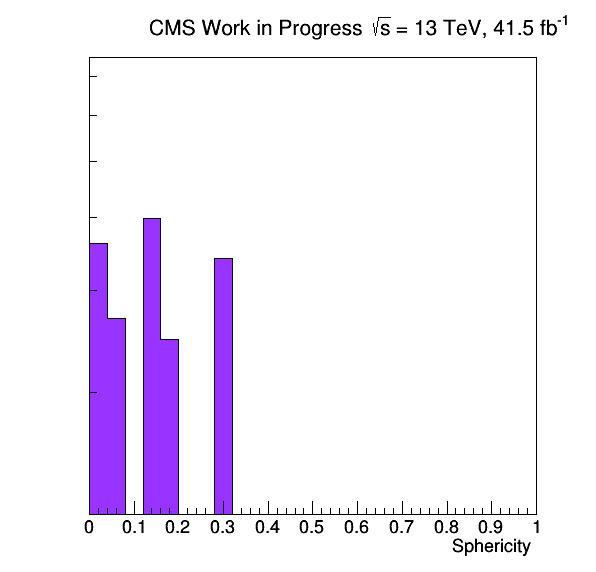 CMS Work in Progress √s = 13 TeV, 41.5 fb⁻¹
0 0.1 0.2 0.3 0.4 0.5 0.6 0.7 0.8 0.9 1
Sphericity